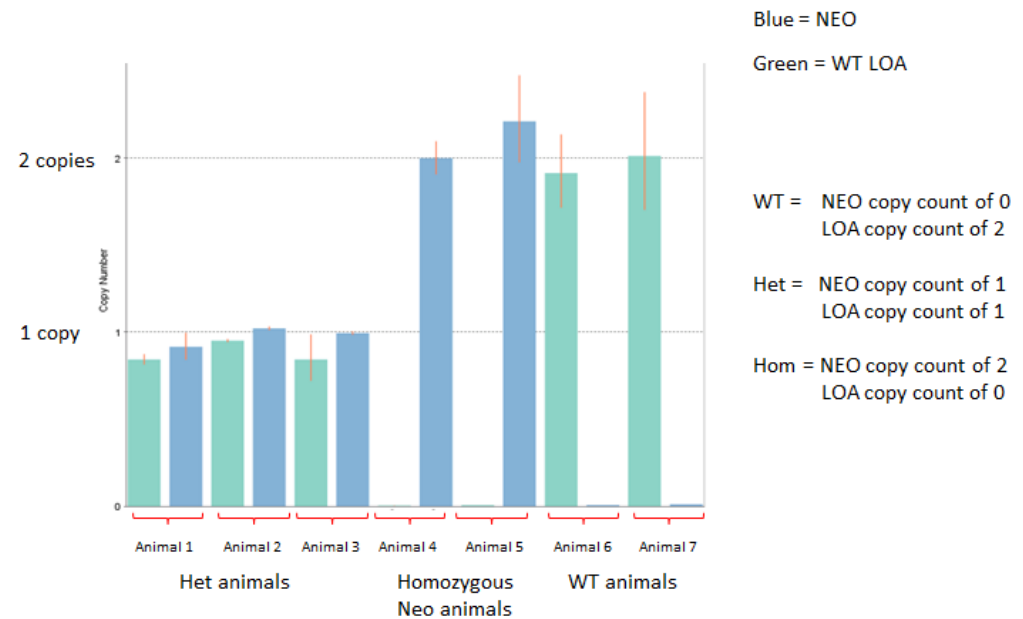 Blue = NEO
Green = WT LOA
2 copies
2
WT = NEO copy count of 0
LOA copy count of 2
Copy Number
Het = NEO copy count of 1
LOA copy count of 1
1 copy
1
Hom = NEO copy count of 2
LOA copy count of 0
0
Animal 1 Animal 2 Animal 3 Animal 4 Animal 5 Animal 6 Animal 7
Het animals
Homozygous
Neo animals
WT animals